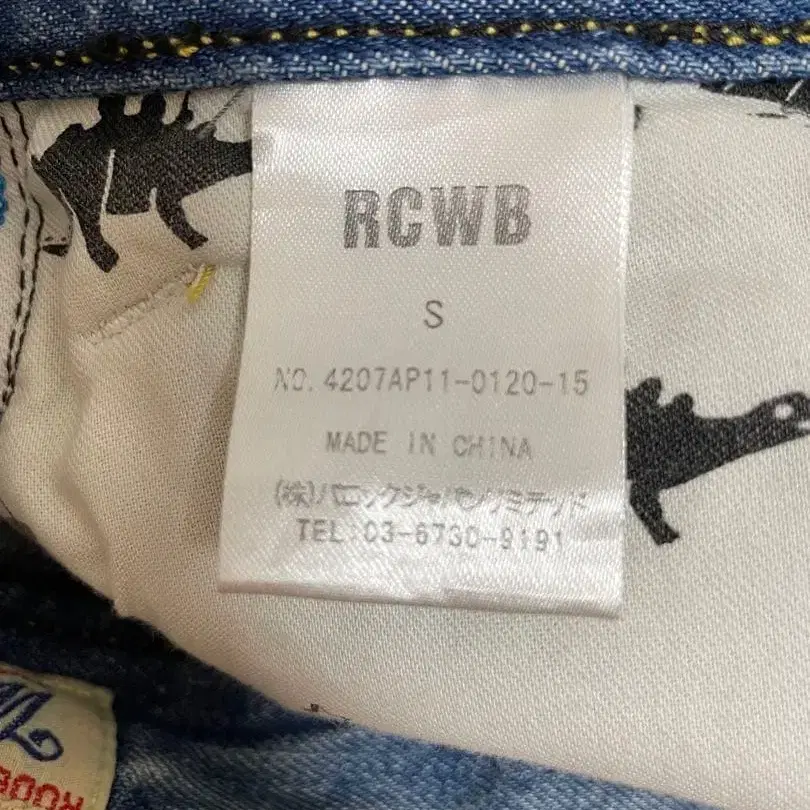 RCWB
S
NO. 4207AP11-0120-15
MADE IN CHINA
(株)バロックジャパンリミテッド
TEL:03-6730-9191